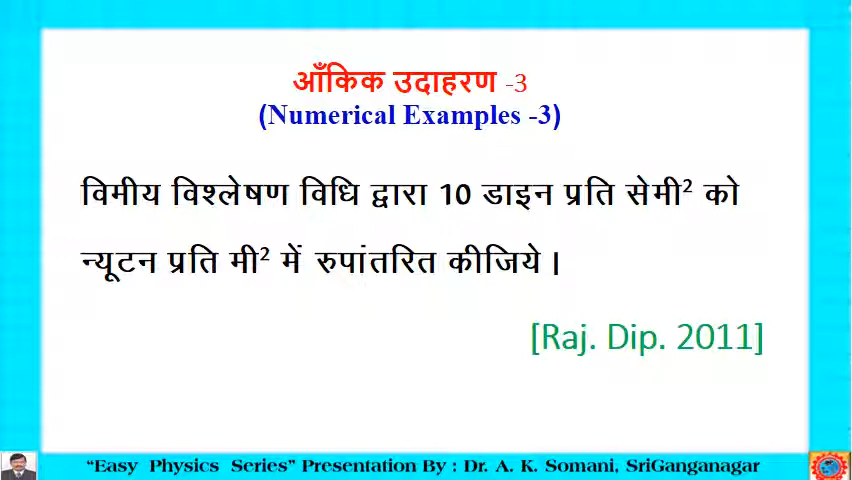 आँकिक उदाहरण -3
(Numerical Examples -3)
विमीय विश्लेषण विधि द्वारा 10 डाइन प्रति सेमी² को
न्यूटन प्रति मी² में रुपांतरित कीजिये ।
[Raj. Dip. 2011]
“Easy Physics Series” Presentation By : Dr. A. K. Somani, SriGanganagar